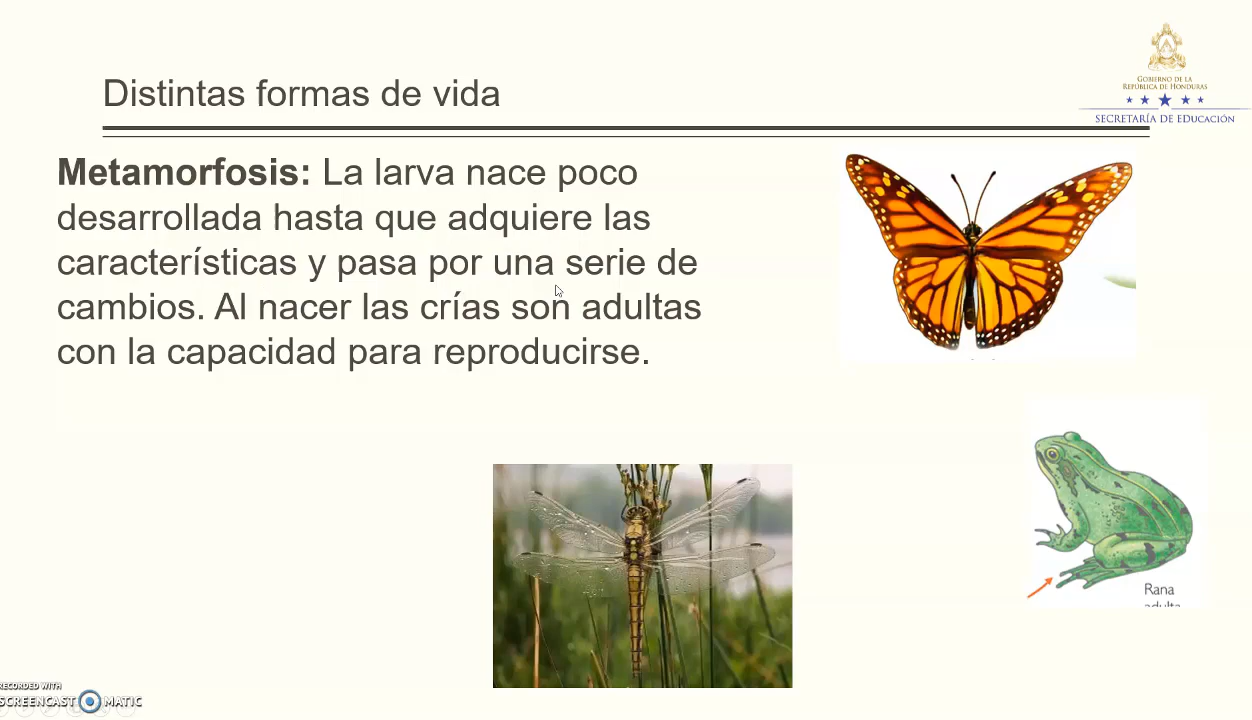 Distintas formas de vida
GOBIERNO DE LA
REPÚBLICA DE HONDURAS
SECRETARÍA DE EDUCACIÓN
Metamorfosis: La larva nace poco
desarrollada hasta que adquiere las
características y pasa por una serie de
cambios. Al nacer las crías son adultas
con la capacidad para reproducirse.
Rana
adulta
RECORDED WITH
SCREENCAST MATIC